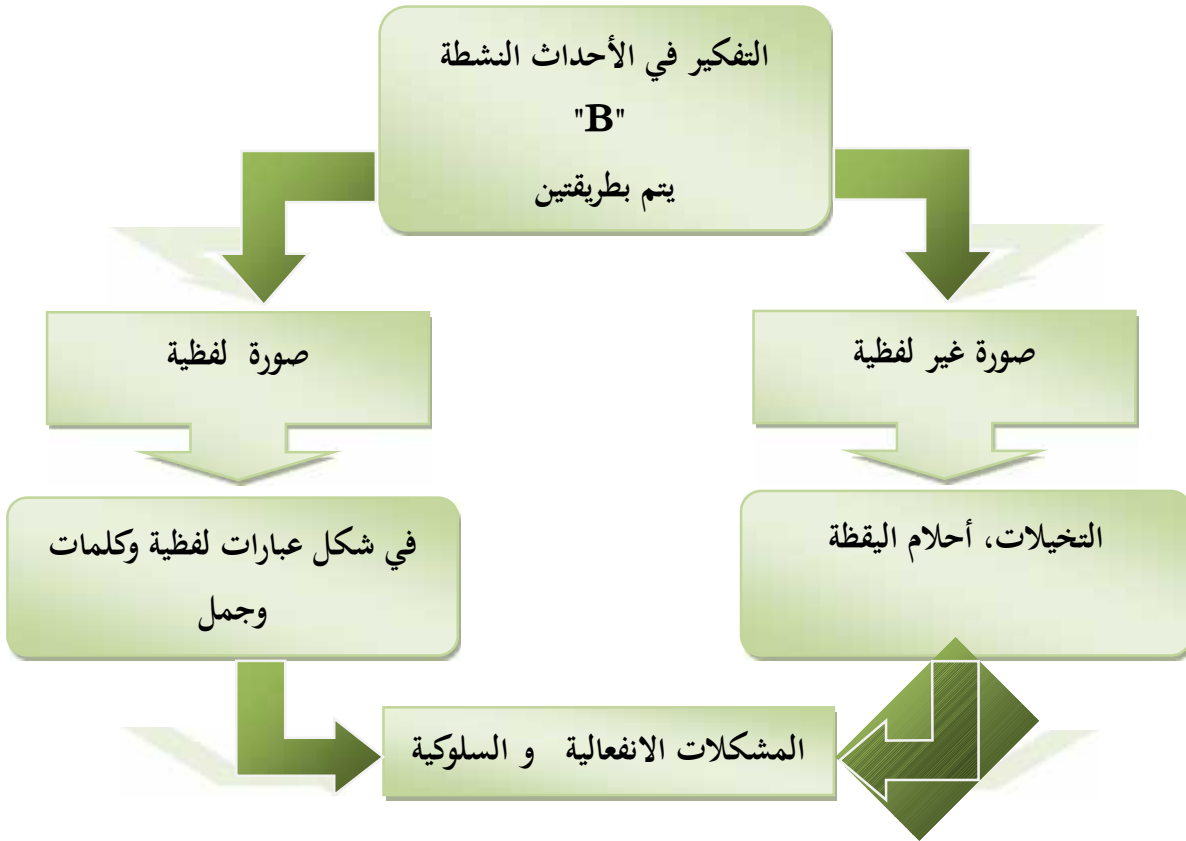 التفكير في الأحداث النشطة
"B"
يتم بطريقتين
صورة غير لفظية
صورة لفظية
التخيلات، أحلام اليقظة
في شكل عبارات لفظية وكلمات
وجمل
المشكلات الانفعالية و السلوكية